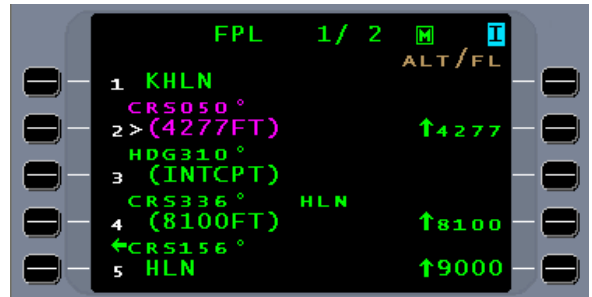 FPL 1/ 2 M I
ALT/FL
1 KHLN
CRS050°
2>(4277FT) ↑4277
HDG310°
3 (INTCPT)
CRS336° HLN
4 (8100FT) ↑8100
←CRS156°
5 HLN ↑9000